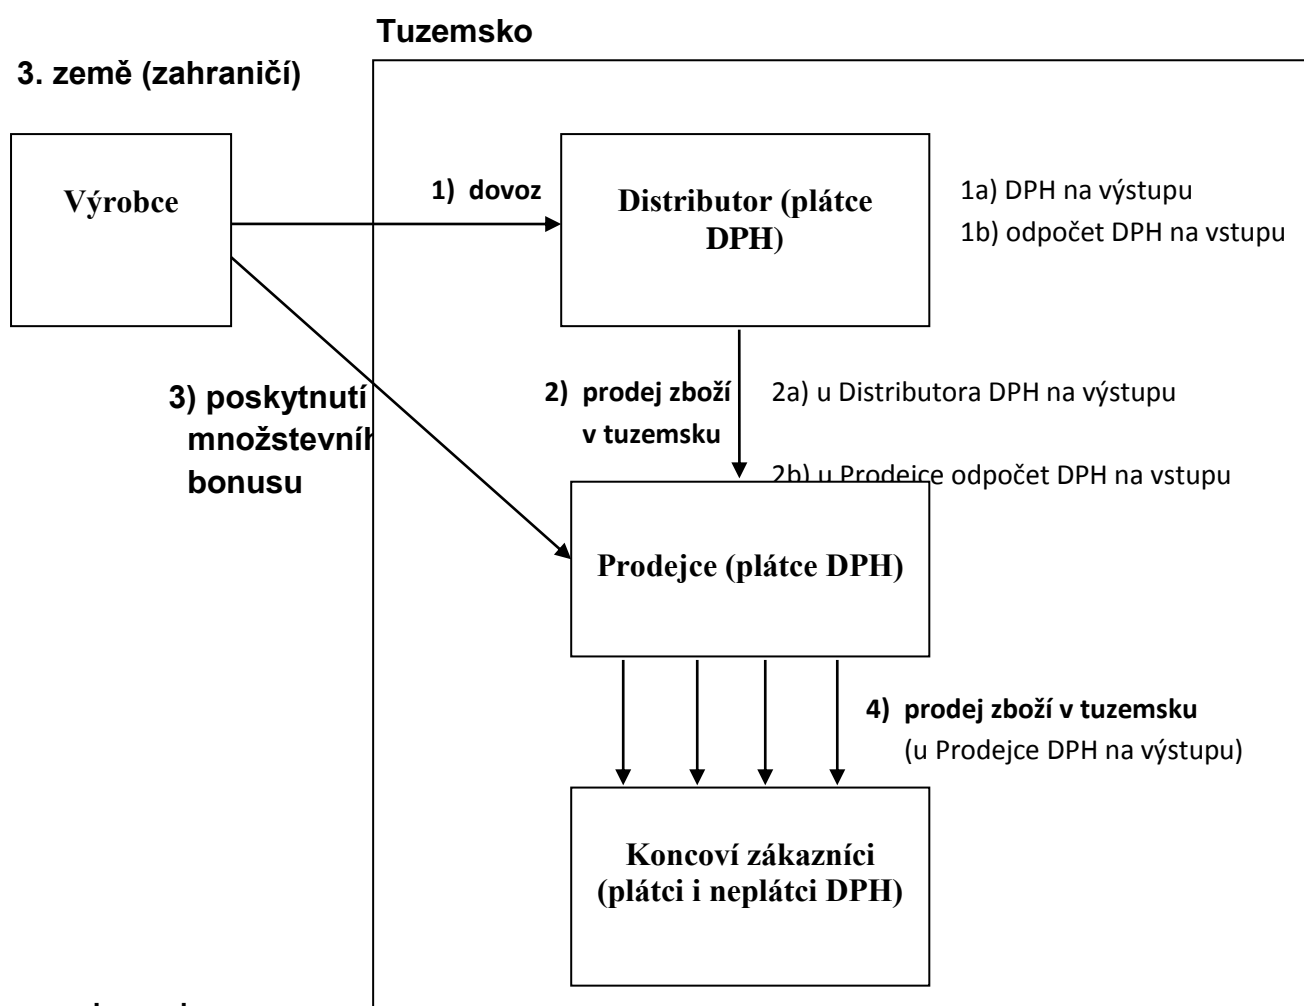 Tuzemsko
3. země (zahraničí)
Výrobce
1) dovoz
Distributor (plátce
DPH)
1a) DPH na výstupu
1b) odpočet DPH na vstupu
3) poskytnutí
množstevníh
bonusu
2) prodej zboží
v tuzemsku
2a) u Distributora DPH na výstupu
2b) u Prodejce odpočet DPH na vstupu
Prodejce (plátce DPH)
4) prodej zboží v tuzemsku
(u Prodejce DPH na výstupu)
Koncoví zákazníci
(plátci i neplátci DPH)